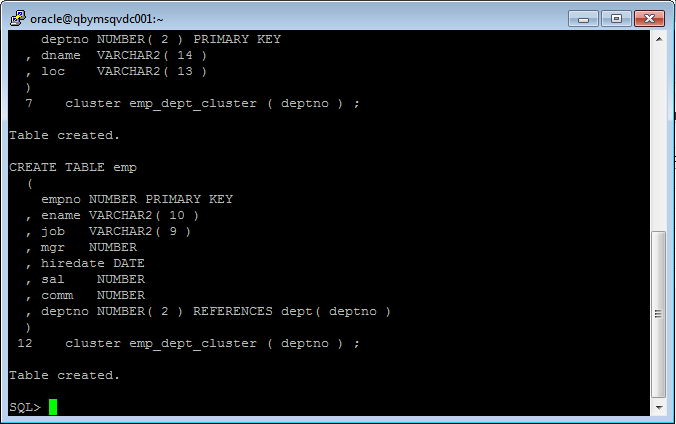 oracle@qbymsqvdc001:~
    deptno NUMBER( 2 ) PRIMARY KEY
  , dname  VARCHAR2( 14 )
  , loc    VARCHAR2( 13 )
  )
  7    cluster emp_dept_cluster ( deptno ) ;

Table created.

CREATE TABLE emp
  (
    empno NUMBER PRIMARY KEY
  , ename VARCHAR2( 10 )
  , job   VARCHAR2( 9 )
  , mgr   NUMBER
  , hiredate DATE
  , sal    NUMBER
  , comm   NUMBER
  , deptno NUMBER( 2 ) REFERENCES dept( deptno )
  )
 12    cluster emp_dept_cluster ( deptno ) ;

Table created.

SQL>